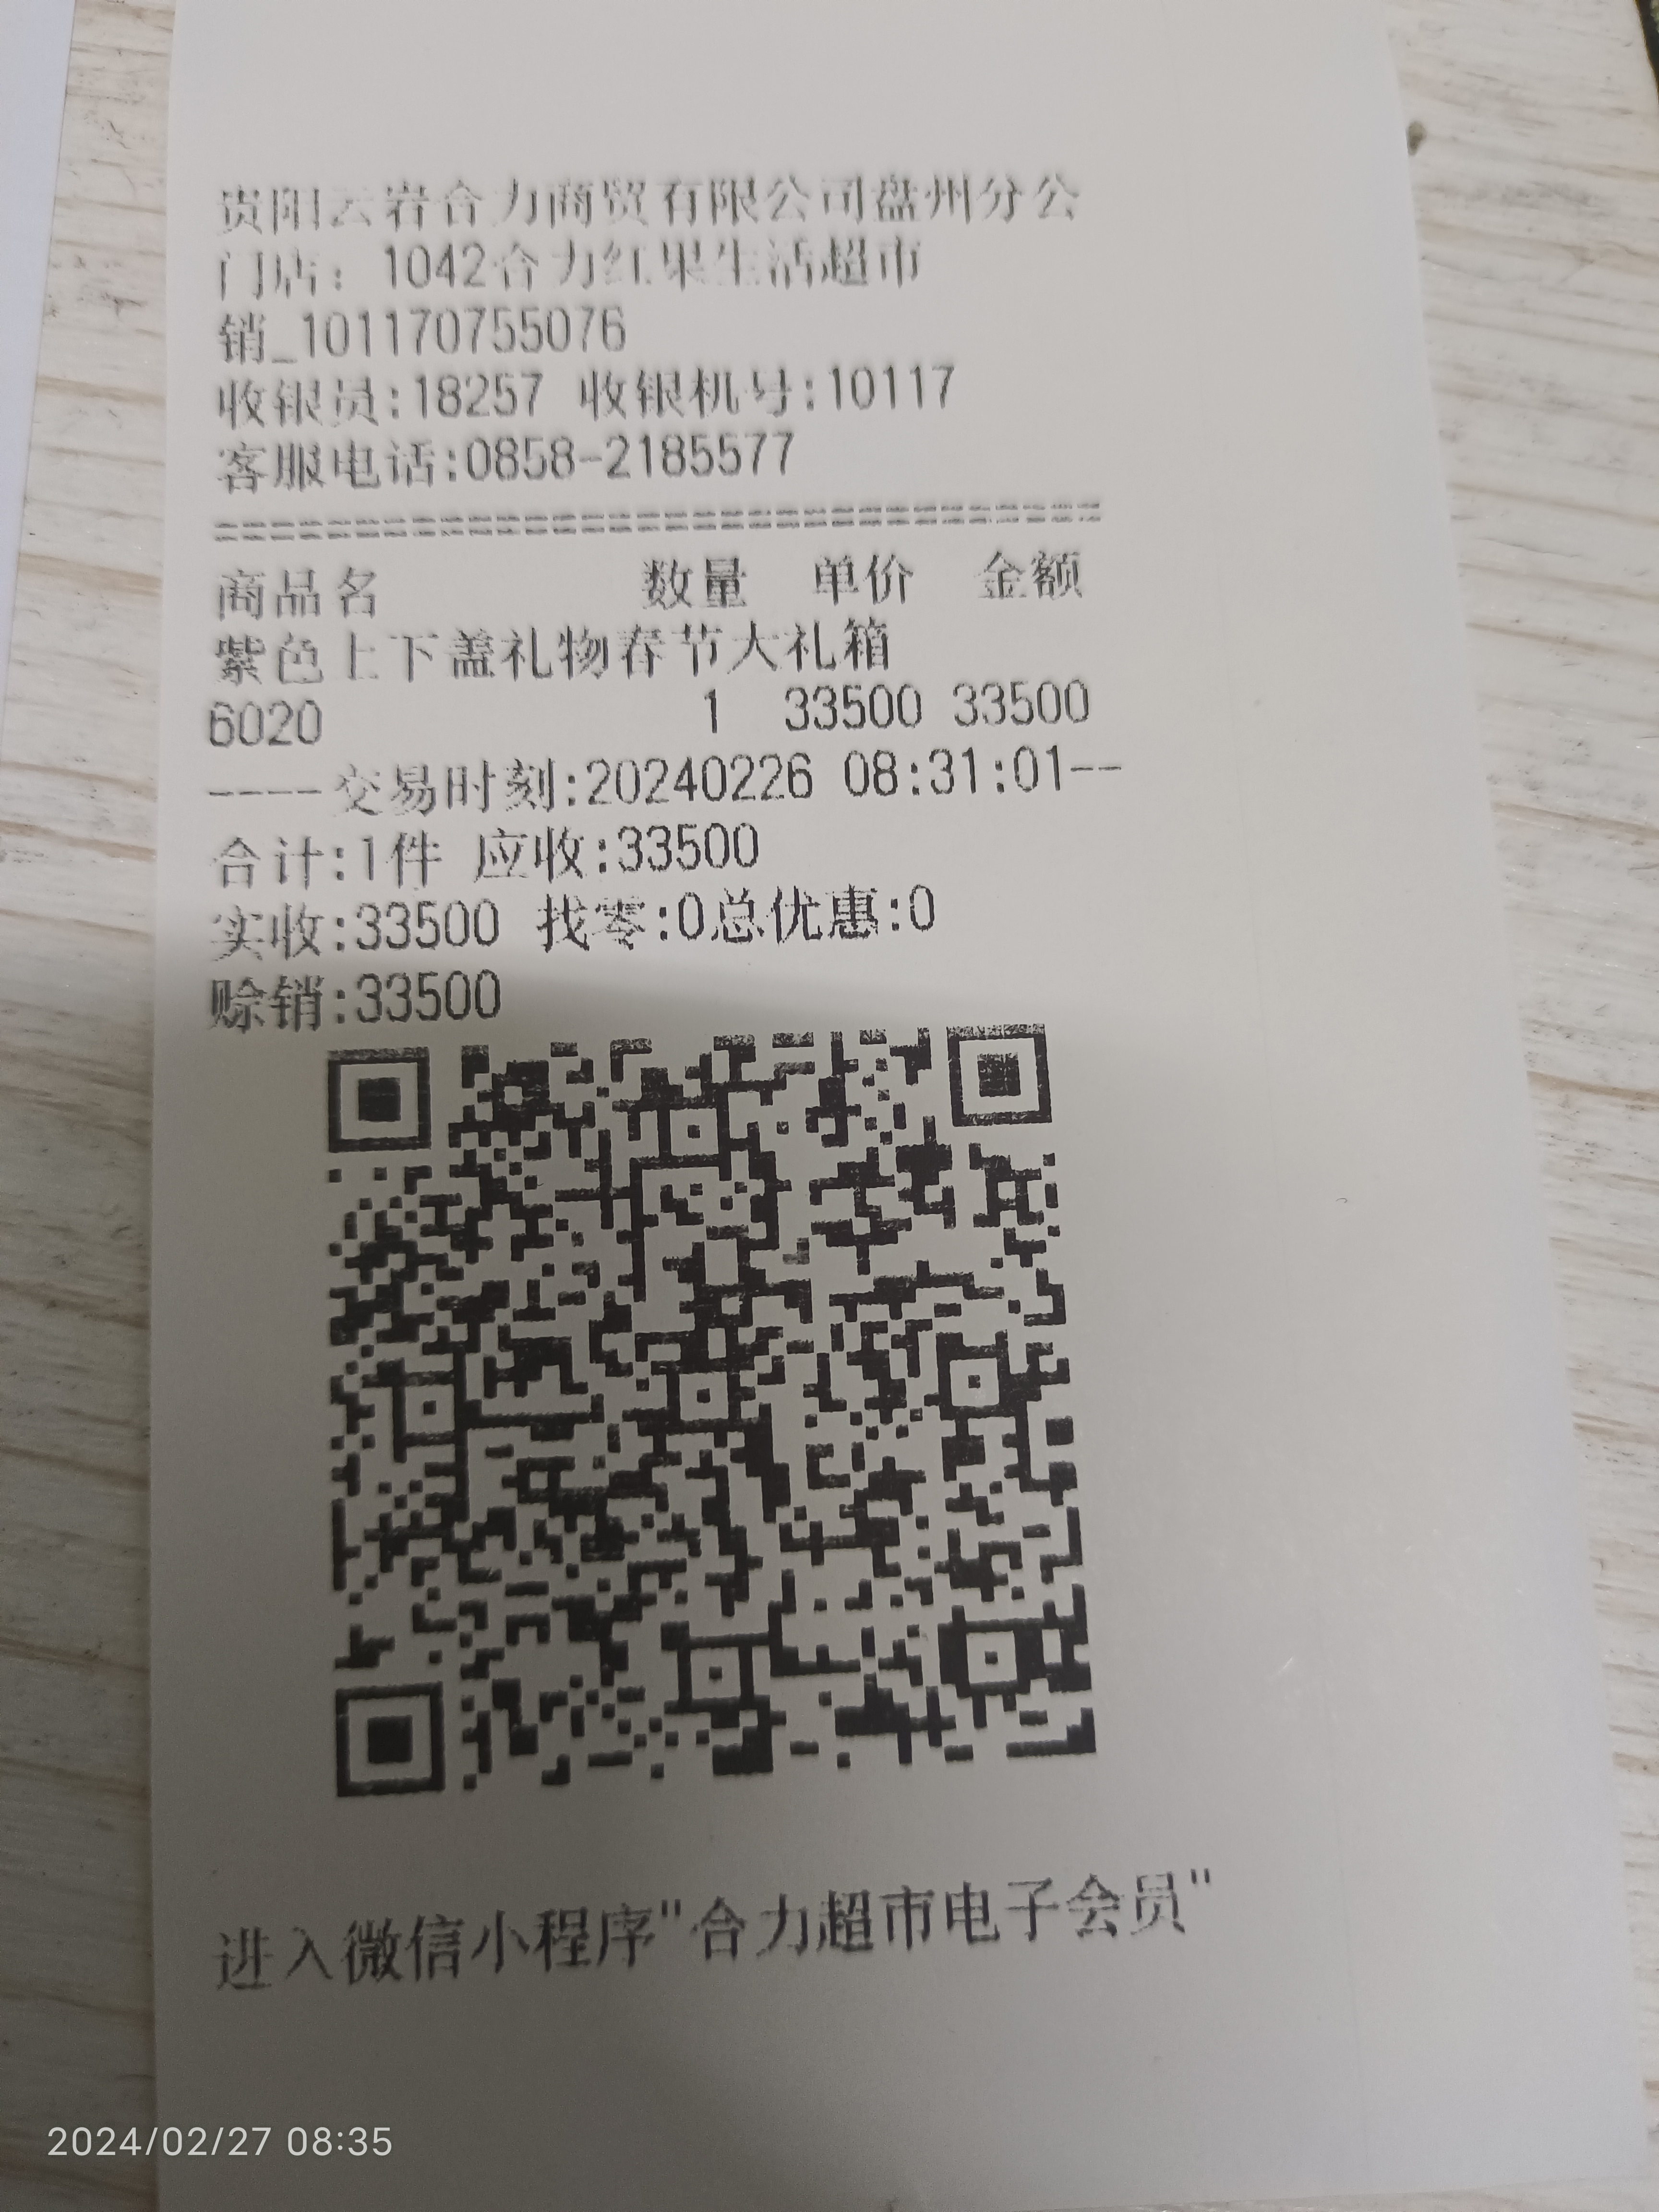 贵阳云岩合力商贸有限公司盘州分公
门店：1042合力红果生活超市
销_101170755076
收银员:18257 收银机号:10117
客服电话:0858-2185577
================================
商品名 数量 单价 金额
紫色上下盖礼物春节大礼箱
6020 1 33500 33500
----交易时刻:20240226 08:31:01--
合计:1件 应收:33500
实收:33500 找零:0总优惠:0
赊销:33500
进入微信小程序"合力超市电子会员"
2024/02/27 08:35